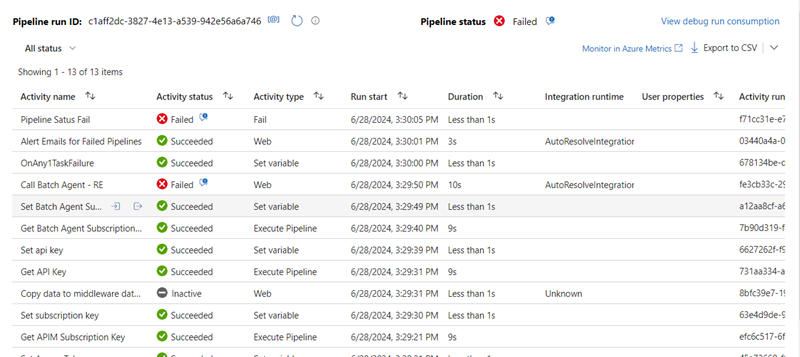 Pipeline run ID: c1aff2dc-3827-4e13-a539-942e56a6a746 Pipeline status Failed View debug run consumption
All status Monitor in Azure Metrics Export to CSV
Showing 1 - 13 of 13 items
Activity name Activity status Activity type Run start Duration Integration runtime User properties Activity run
Pipeline Satus Fail Failed Fail 6/28/2024, 3:30:05 PM Less than 1s f71cc31e-e7
Alert Emails for Failed Pipelines Succeeded Web 6/28/2024, 3:30:01 PM 3s AutoResolveIntegration 03440a4a-0
OnAny1TaskFailure Succeeded Set variable 6/28/2024, 3:30:00 PM Less than 1s 678134be-d
Call Batch Agent - RE Failed Web 6/28/2024, 3:29:50 PM 10s AutoResolveIntegration fe3cb33c-29
Set Batch Agent Su... Succeeded Set variable 6/28/2024, 3:29:49 PM Less than 1s a12aa8cf-a6
Get Batch Agent Subscription... Succeeded Execute Pipeline 6/28/2024, 3:29:40 PM 9s 7b90d319-f
Set api key Succeeded Set variable 6/28/2024, 3:29:39 PM Less than 1s 6627262f-f9
Get API Key Succeeded Execute Pipeline 6/28/2024, 3:29:31 PM 9s 731aa334-a
Copy data to middleware dat... Inactive Web 6/28/2024, 3:29:31 PM Less than 1s Unknown 8bfc39e7-19
Set subscription key Succeeded Set variable 6/28/2024, 3:29:30 PM Less than 1s 63e4d9de-9
Get APIM Subscription Key Succeeded Execute Pipeline 6/28/2024, 3:29:21 PM 9s efc6c517-6f